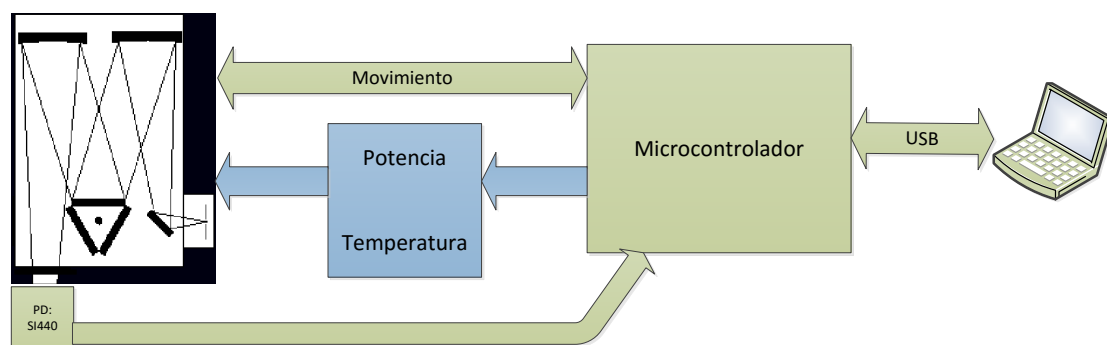 Movimiento
Potencia
Temperatura
Microcontrolador
USB
PD:
SI440